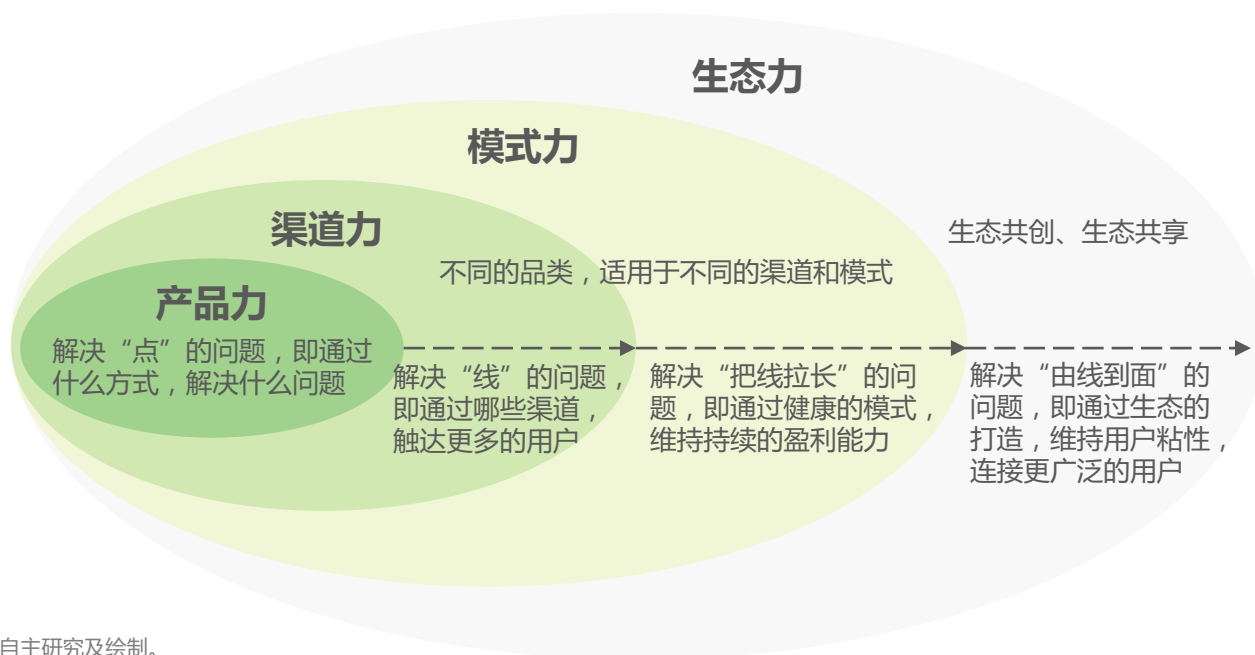 生态力
模式力
渠道力
产品力
生态共创、生态共享
不同的品类，适用于不同的渠道和模式
解决“点”的问题，即通过
什么方式，解决什么问题
解决“线”的问题，
即通过哪些渠道，
触达更多的用户
解决“把线拉长”的问
题，即通过健康的模式，
维持持续的盈利能力
解决“由线到面”的
问题，即通过生态的
打造，维持用户粘性，
连接更广泛的用户
自主研究及绘制。